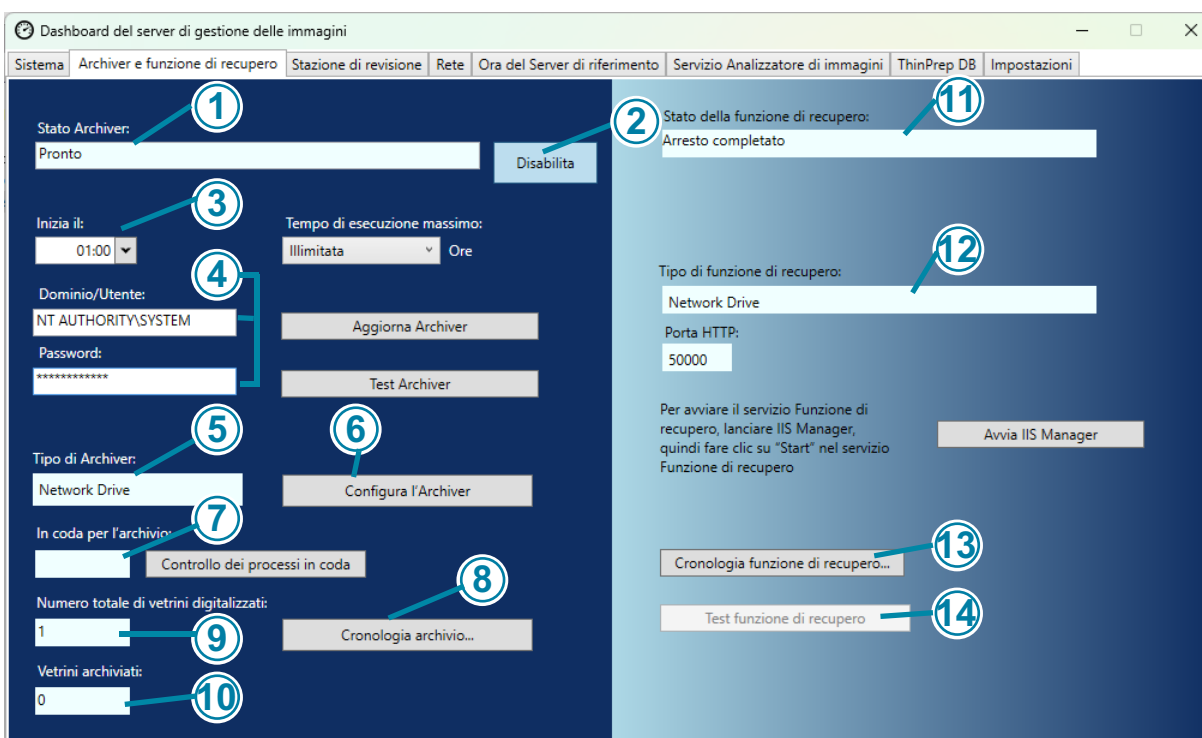 Dashboard del server di gestione delle immagini
Sistema Archiver e funzione di recupero Stazione di revisione Rete Ora del Server di riferimento Servizio Analizzatore di immagini ThinPrep DB Impostazioni
1
Stato Archiver:
Pronto
2
Disabilita
3
Inizia il:
01:00
Tempo di esecuzione massimo:
Illimitata
Ore
4
Dominio/Utente:
NT AUTHORITY\SYSTEM
Aggiorna Archiver
Password:
************
Test Archiver
5
6
Tipo di Archiver:
Network Drive
Configura l'Archiver
7
In coda per l'archivio:
Controllo dei processi in coda
8
Numero totale di vetrini digitalizzati:
1
9
Cronologia archivio...
Vetrini archiviati:
0
10
11
Stato della funzione di recupero:
Arresto completato
12
Tipo di funzione di recupero:
Network Drive
Porta HTTP:
50000
Per avviare il servizio Funzione di
recupero, lanciare IIS Manager,
quindi fare clic su "Start" nel servizio
Funzione di recupero
Avvia IIS Manager
13
Cronologia funzione di recupero...
14
Test funzione di recupero